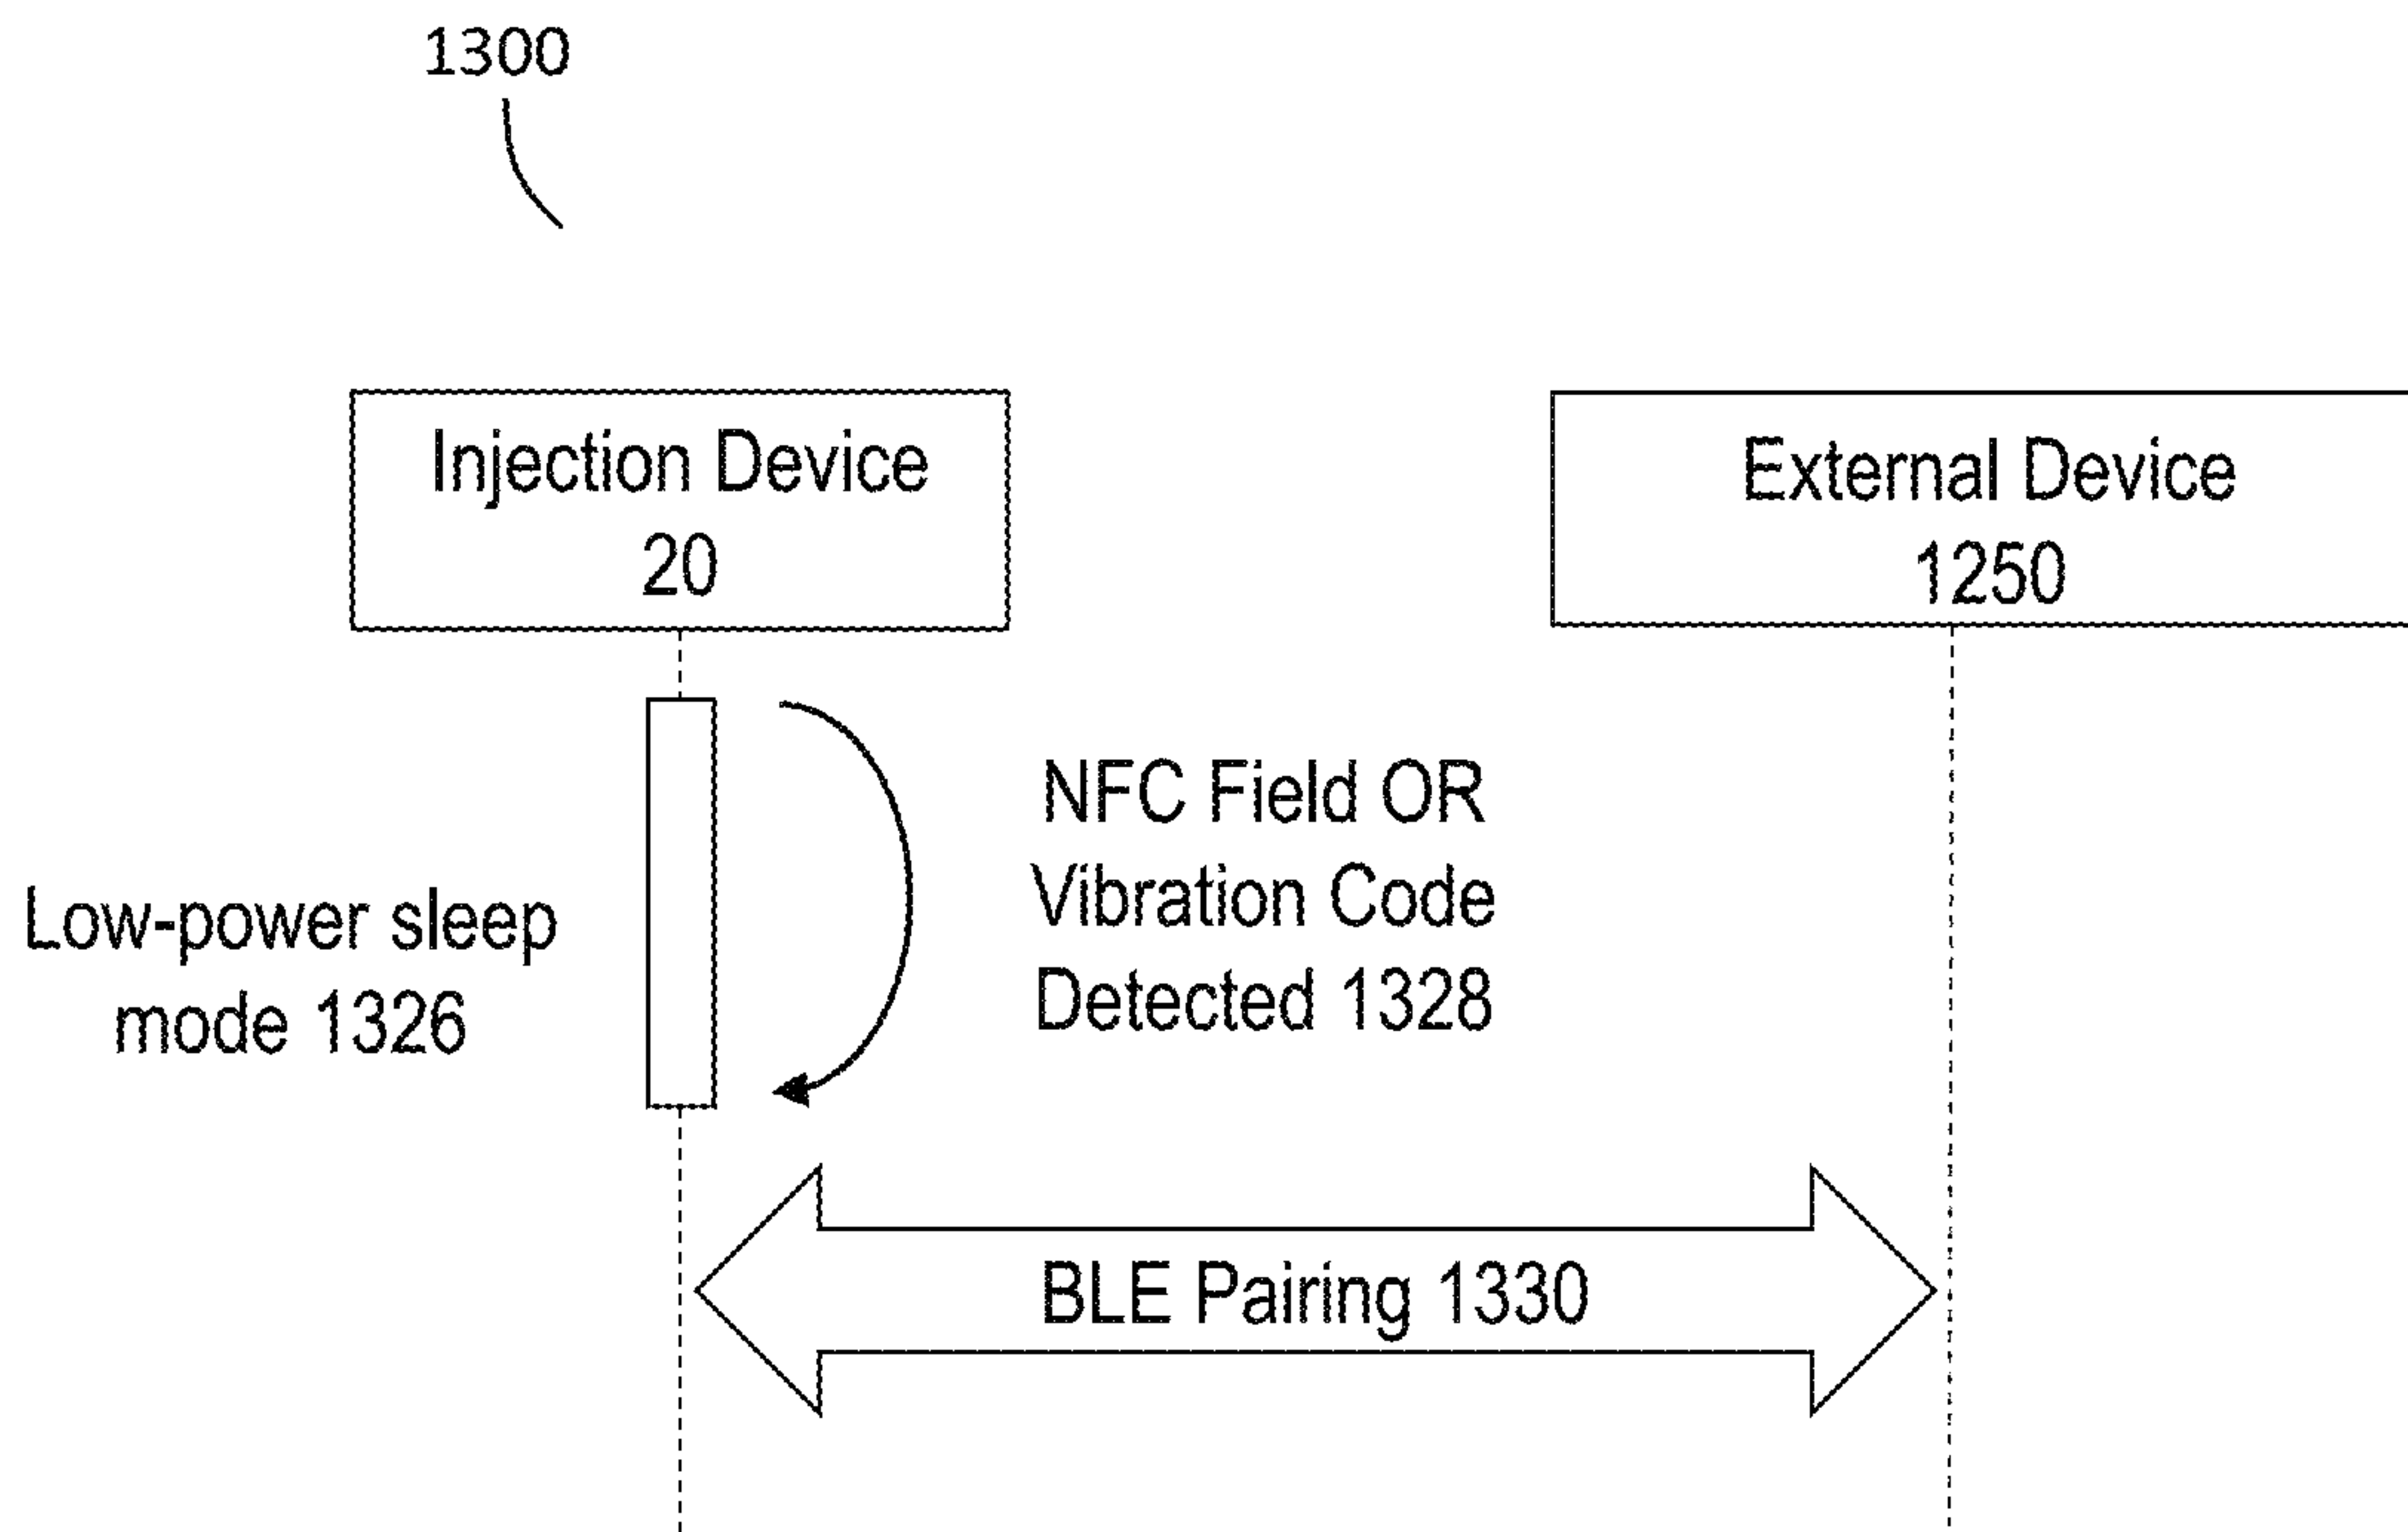 1300
Injection Device
20
External Device
1250
NFC Field OR
Vibration Code
Detected 1328
Low-power sleep
mode 1326
BLE Pairing 1330